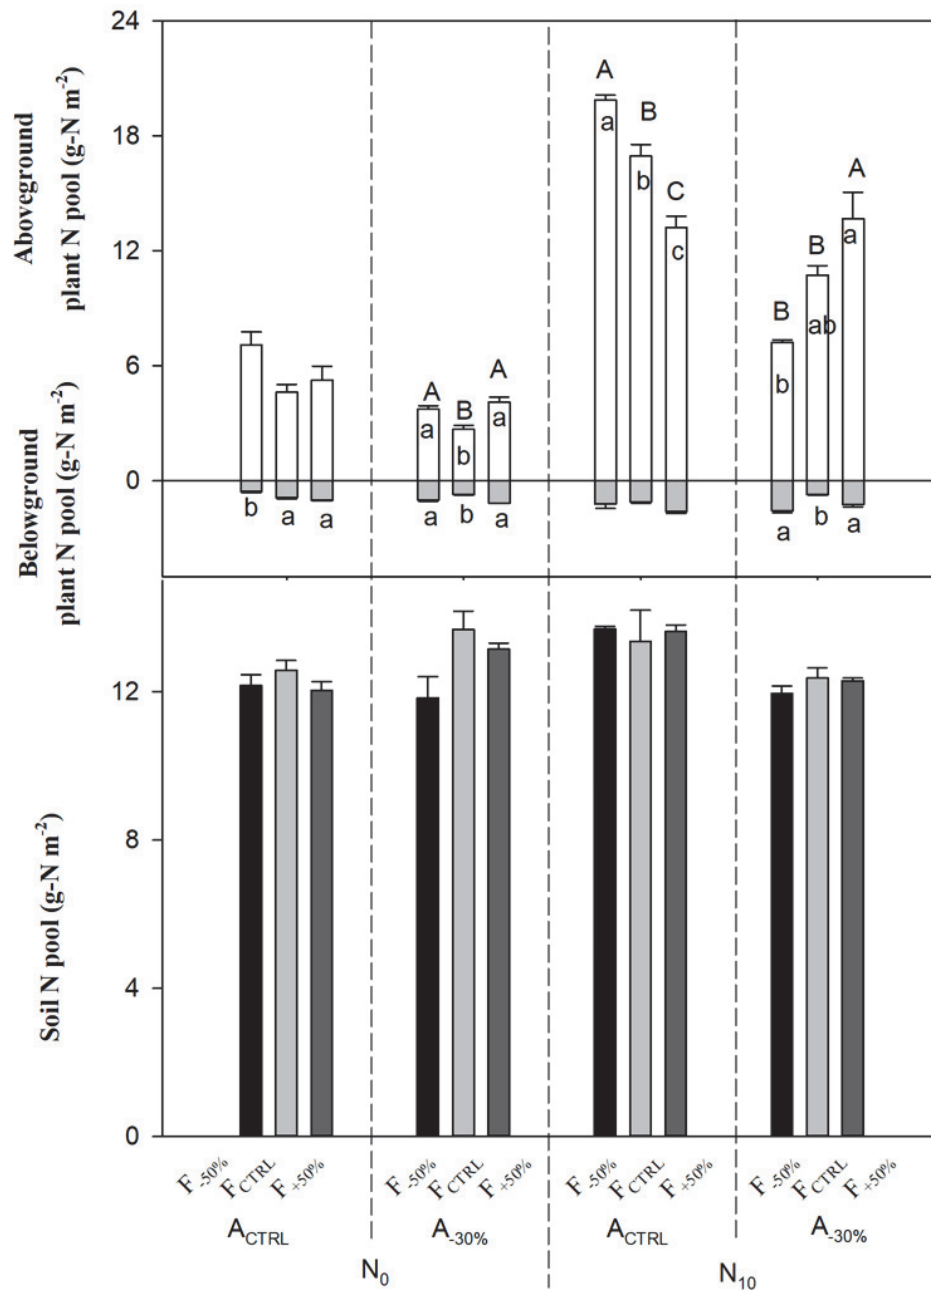 24
18
12
6
0
Aboveground
plant N pool (g-N m-2)
Belowground
plant N pool (g-N m-2)
A
a
B
b
C
c
A
a
B
ab
B
b
A
a
B
b
A
a
b
a
a
a
b
a
a
b
a
12
8
4
0
Soil N pool (g-N m-2)
F -50% FCTRL F +50% F -50% FCTRL F +50% F -50% FCTRL F +50% F -50% FCTRL F +50%
ACTRL A-30% ACTRL A-30%
N0 N10